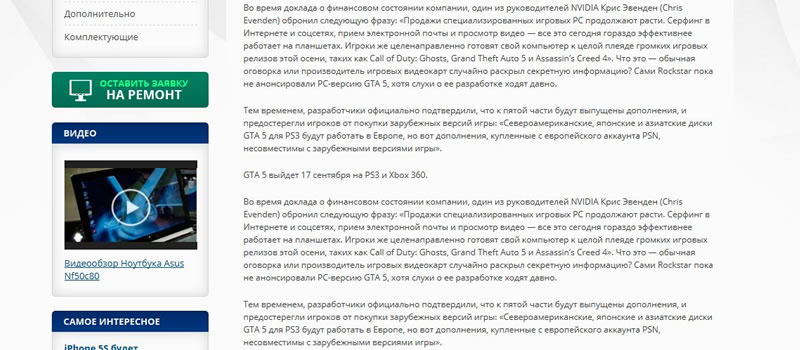 Дополнительно
Комплектующие
ОСТАВИТЬ ЗАЯВКУ
НА РЕМОНТ
ВИДЕО
Видеообзор Ноутбука Asus
Nf50c80
САМОЕ ИНТЕРЕСНОЕ
iPhone 5S будет
Во время доклада о финансовом состоянии компании, один из руководителей NVIDIA Крис Эвенден (Chris
Evenden) обронил следующую фразу: «Продажи специализированных игровых PC продолжают расти. Серфинг в
Интернете и соцсетях, прием электронной почты и просмотр видео — все это сегодня гораздо эффективнее
работает на планшетах. Игроки же целенаправленно готовят свой компьютер к целой плеяде громких игровых
релизов этой осени, таких как Call of Duty: Ghosts, Grand Theft Auto 5 и Assassin’s Creed 4». Что это — обычная
оговорка или производитель игровых видеокарт случайно раскрыл секретную информацию? Сами Rockstar пока
не анонсировали PC-версию GTA 5, хотя слухи о ее разработке ходят давно.
Тем временем, разработчики официально подтвердили, что к пятой части будут выпущены дополнения, и
предостерегли игроков от покупки зарубежных версий игры: «Североамериканские, японские и азиатские диски
GTA 5 для PS3 будут работать в Европе, но вот дополнения, купленные с европейского аккаунта PSN,
несовместимы с зарубежными версиями игры».
GTA 5 выйдет 17 сентября на PS3 и Xbox 360.
Во время доклада о финансовом состоянии компании, один из руководителей NVIDIA Крис Эвенден (Chris
Evenden) обронил следующую фразу: «Продажи специализированных игровых PC продолжают расти. Серфинг в
Интернете и соцсетях, прием электронной почты и просмотр видео — все это сегодня гораздо эффективнее
работает на планшетах. Игроки же целенаправленно готовят свой компьютер к целой плеяде громких игровых
релизов этой осени, таких как Call of Duty: Ghosts, Grand Theft Auto 5 и Assassin’s Creed 4». Что это — обычная
оговорка или производитель игровых видеокарт случайно раскрыл секретную информацию? Сами Rockstar пока
не анонсировали PC-версию GTA 5, хотя слухи о ее разработке ходят давно.
Тем временем, разработчики официально подтвердили, что к пятой части будут выпущены дополнения, и
предостерегли игроков от покупки зарубежных версий игры: «Североамериканские, японские и азиатские диски
GTA 5 для PS3 будут работать в Европе, но вот дополнения, купленные с европейского аккаунта PSN,
несовместимы с зарубежными версиями игры».